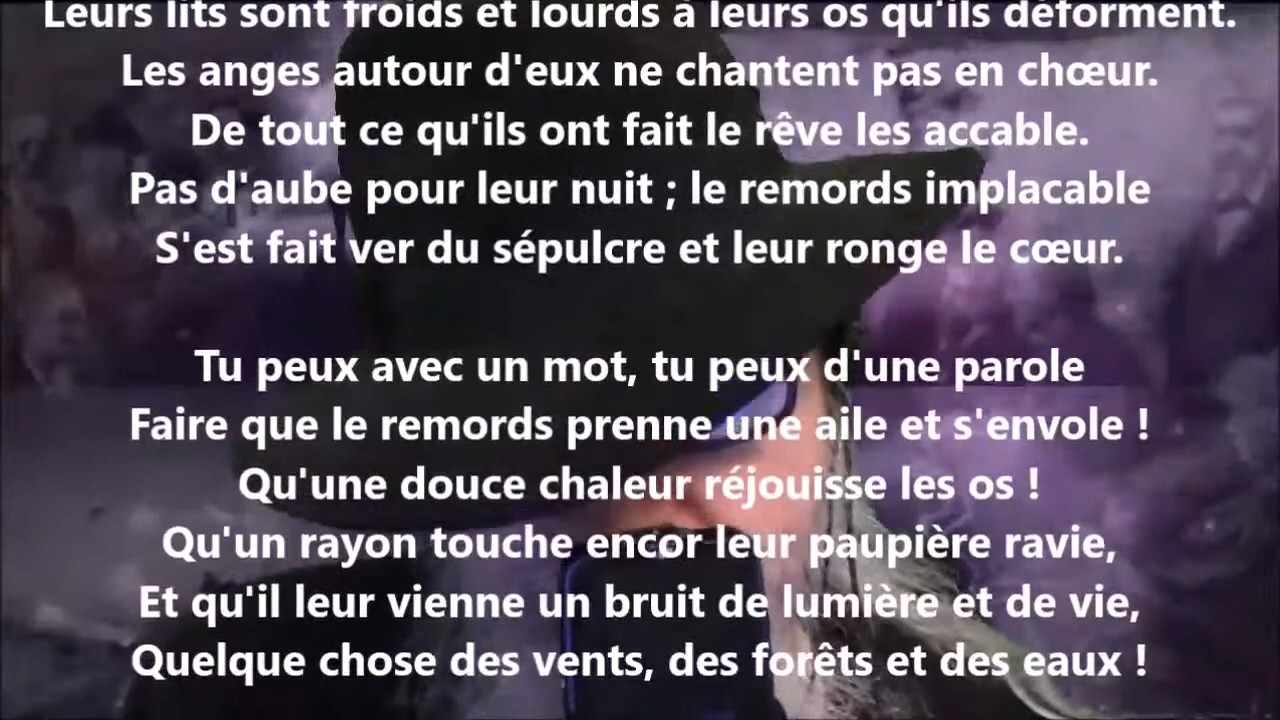 Leurs lits sont froids et lourds à leurs os qu'ils déforment.
Les anges autour d'eux ne chantent pas en chœur.
De tout ce qu'ils ont fait le rêve les accable.
Pas d'aube pour leur nuit ; le remords implacable
S'est fait ver du sépulcre et leur ronge le cœur.
Tu peux avec un mot, tu peux d'une parole
Faire que le remords prenne une aile et s'envole !
Qu'une douce chaleur réjouisse les os !
Qu'un rayon touche encor leur paupière ravie,
Et qu'il leur vienne un bruit de lumière et de vie,
Quelque chose des vents, des forêts et des eaux !